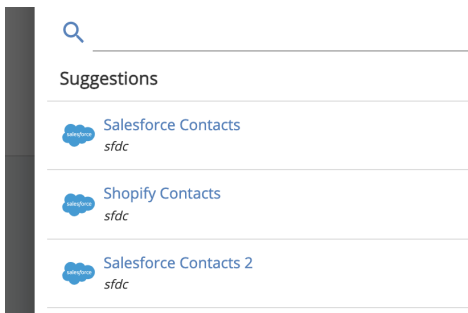 Suggestions
Salesforce Contacts
salesforce
sfdc
Shopify Contacts
salesforce
sfdc
Salesforce Contacts 2
salesforce
sfdc